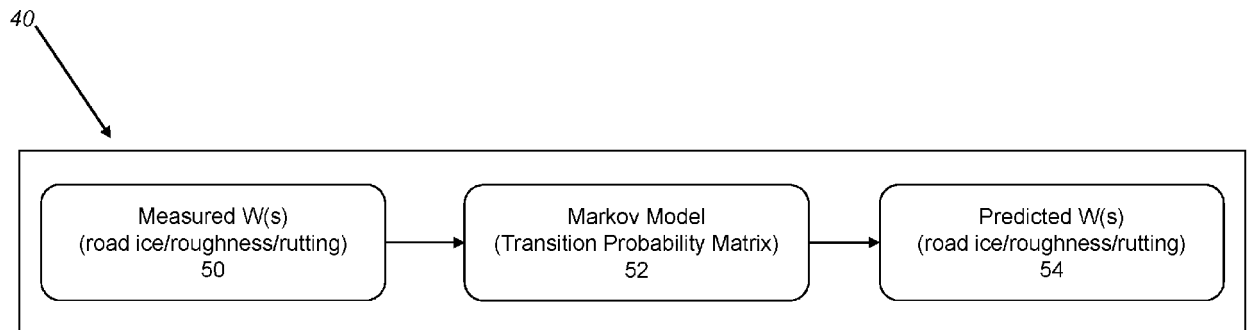 40
Measured W(s)
(road ice/roughness/rutting)
50
Markov Model
(Transition Probability Matrix)
52
Predicted W(s)
(road ice/roughness/rutting)
54